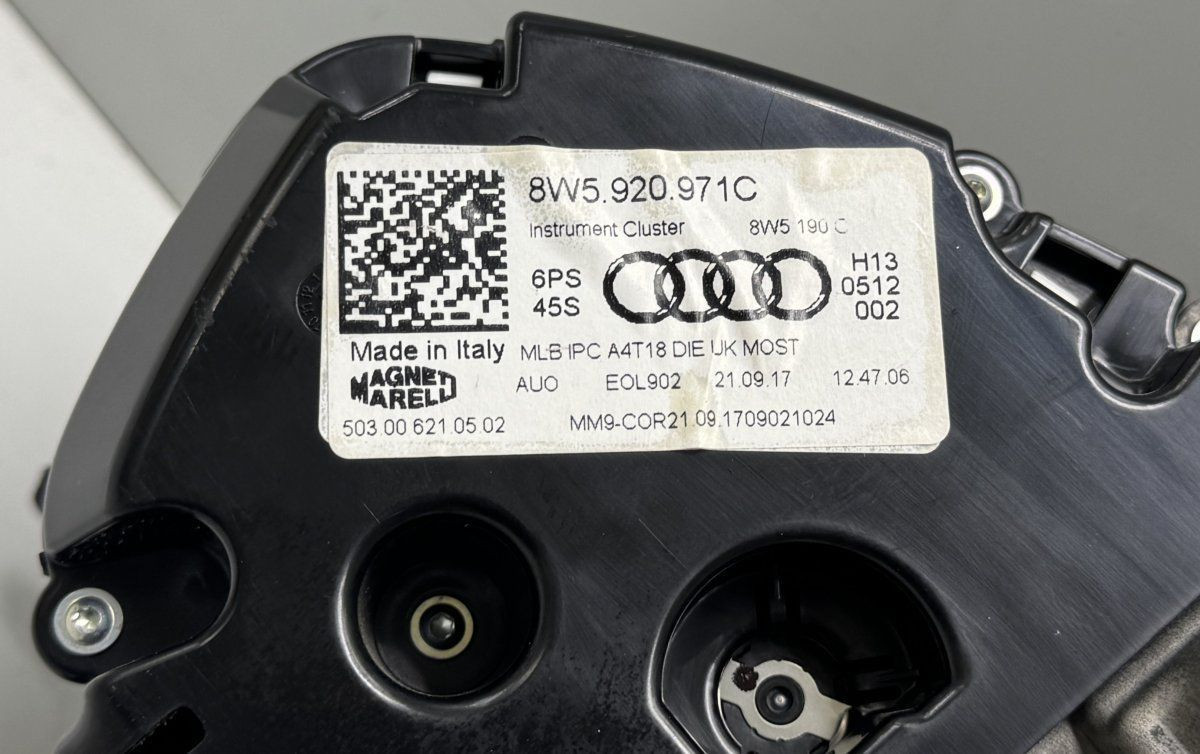 8W5.920.971C
Instrument Cluster 8W5 190 C
6PS
45S
H13
0512
002
Made in Italy
MLB IPC A4T18 DIE UK MOST
MAGNETI
MARELLI
AUO EOL902 21.09.17 12.47.06
503 00 621 05 02
MM9-COR21.09.1709021024